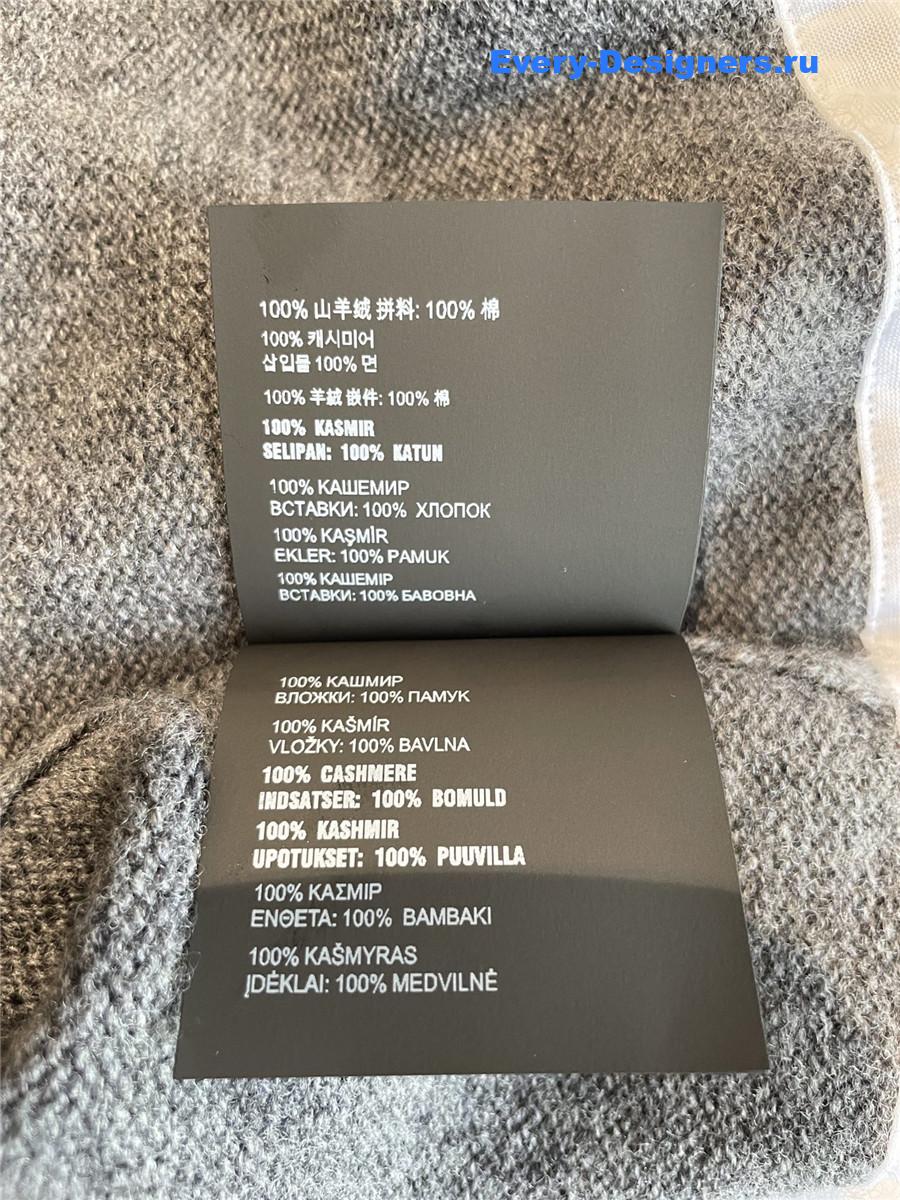 Every-Designers.ru
100% 山羊绒 拼料: 100% 棉
100% 캐시미어
삽입물 100% 면
100% 羊絨 嵌件: 100% 棉
100% KASMIR
SELIPAN: 100% KATUN
100% КАШЕМИР
ВСТАВКИ: 100% ХЛОПОК
100% KAŞMİR
EKLER: 100% PAMUK
100% КАШЕМІР
ВСТАВКИ: 100% БАВОВНА
100% КАШМИР
ВЛОЖКИ: 100% ПАМУК
100% KAŠMÍR
VLOŽKY: 100% BAVLNA
100% CASHMERE
INDSATSER: 100% BOMULD
100% KASHMIR
UPOTUKSET: 100% PUUVILLA
100% ΚΑΣΜΙΡ
ΕΝΘΕΤΑ: 100% ΒΑΜΒΑΚΙ
100% KAŠMYRAS
ĮDĖKLAI: 100% MEDVILNĖ